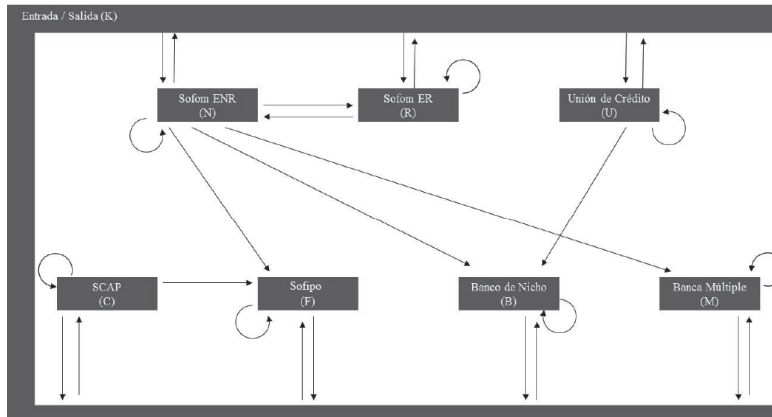 Entrada / Salida (K)
Sofom ENR
(N)
Sofom ER
(R)
Unión de Crédito
(U)
SCAP
(C)
Sofipo
(F)
Banco de Nicho
(B)
Banca Múltiple
(M)